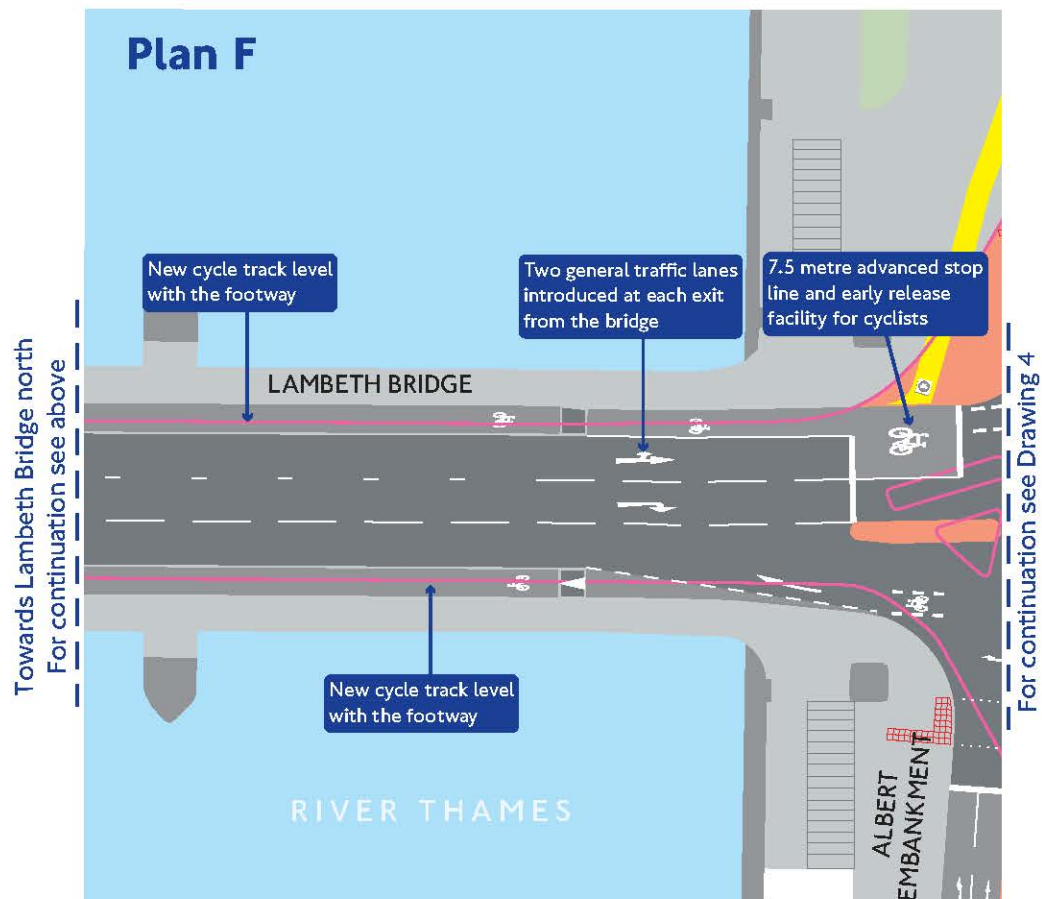 Plan F
New cycle track level
with the footway
Two general traffic lanes
introduced at each exit
from the bridge
7.5 metre advanced stop
line and early release
facility for cyclists
LAMBETH BRIDGE
Towards Lambeth Bridge north
For continuation see above
For continuation see Drawing 4
New cycle track level
with the footway
RIVER THAMES
ALBERT
EMBANKMENT